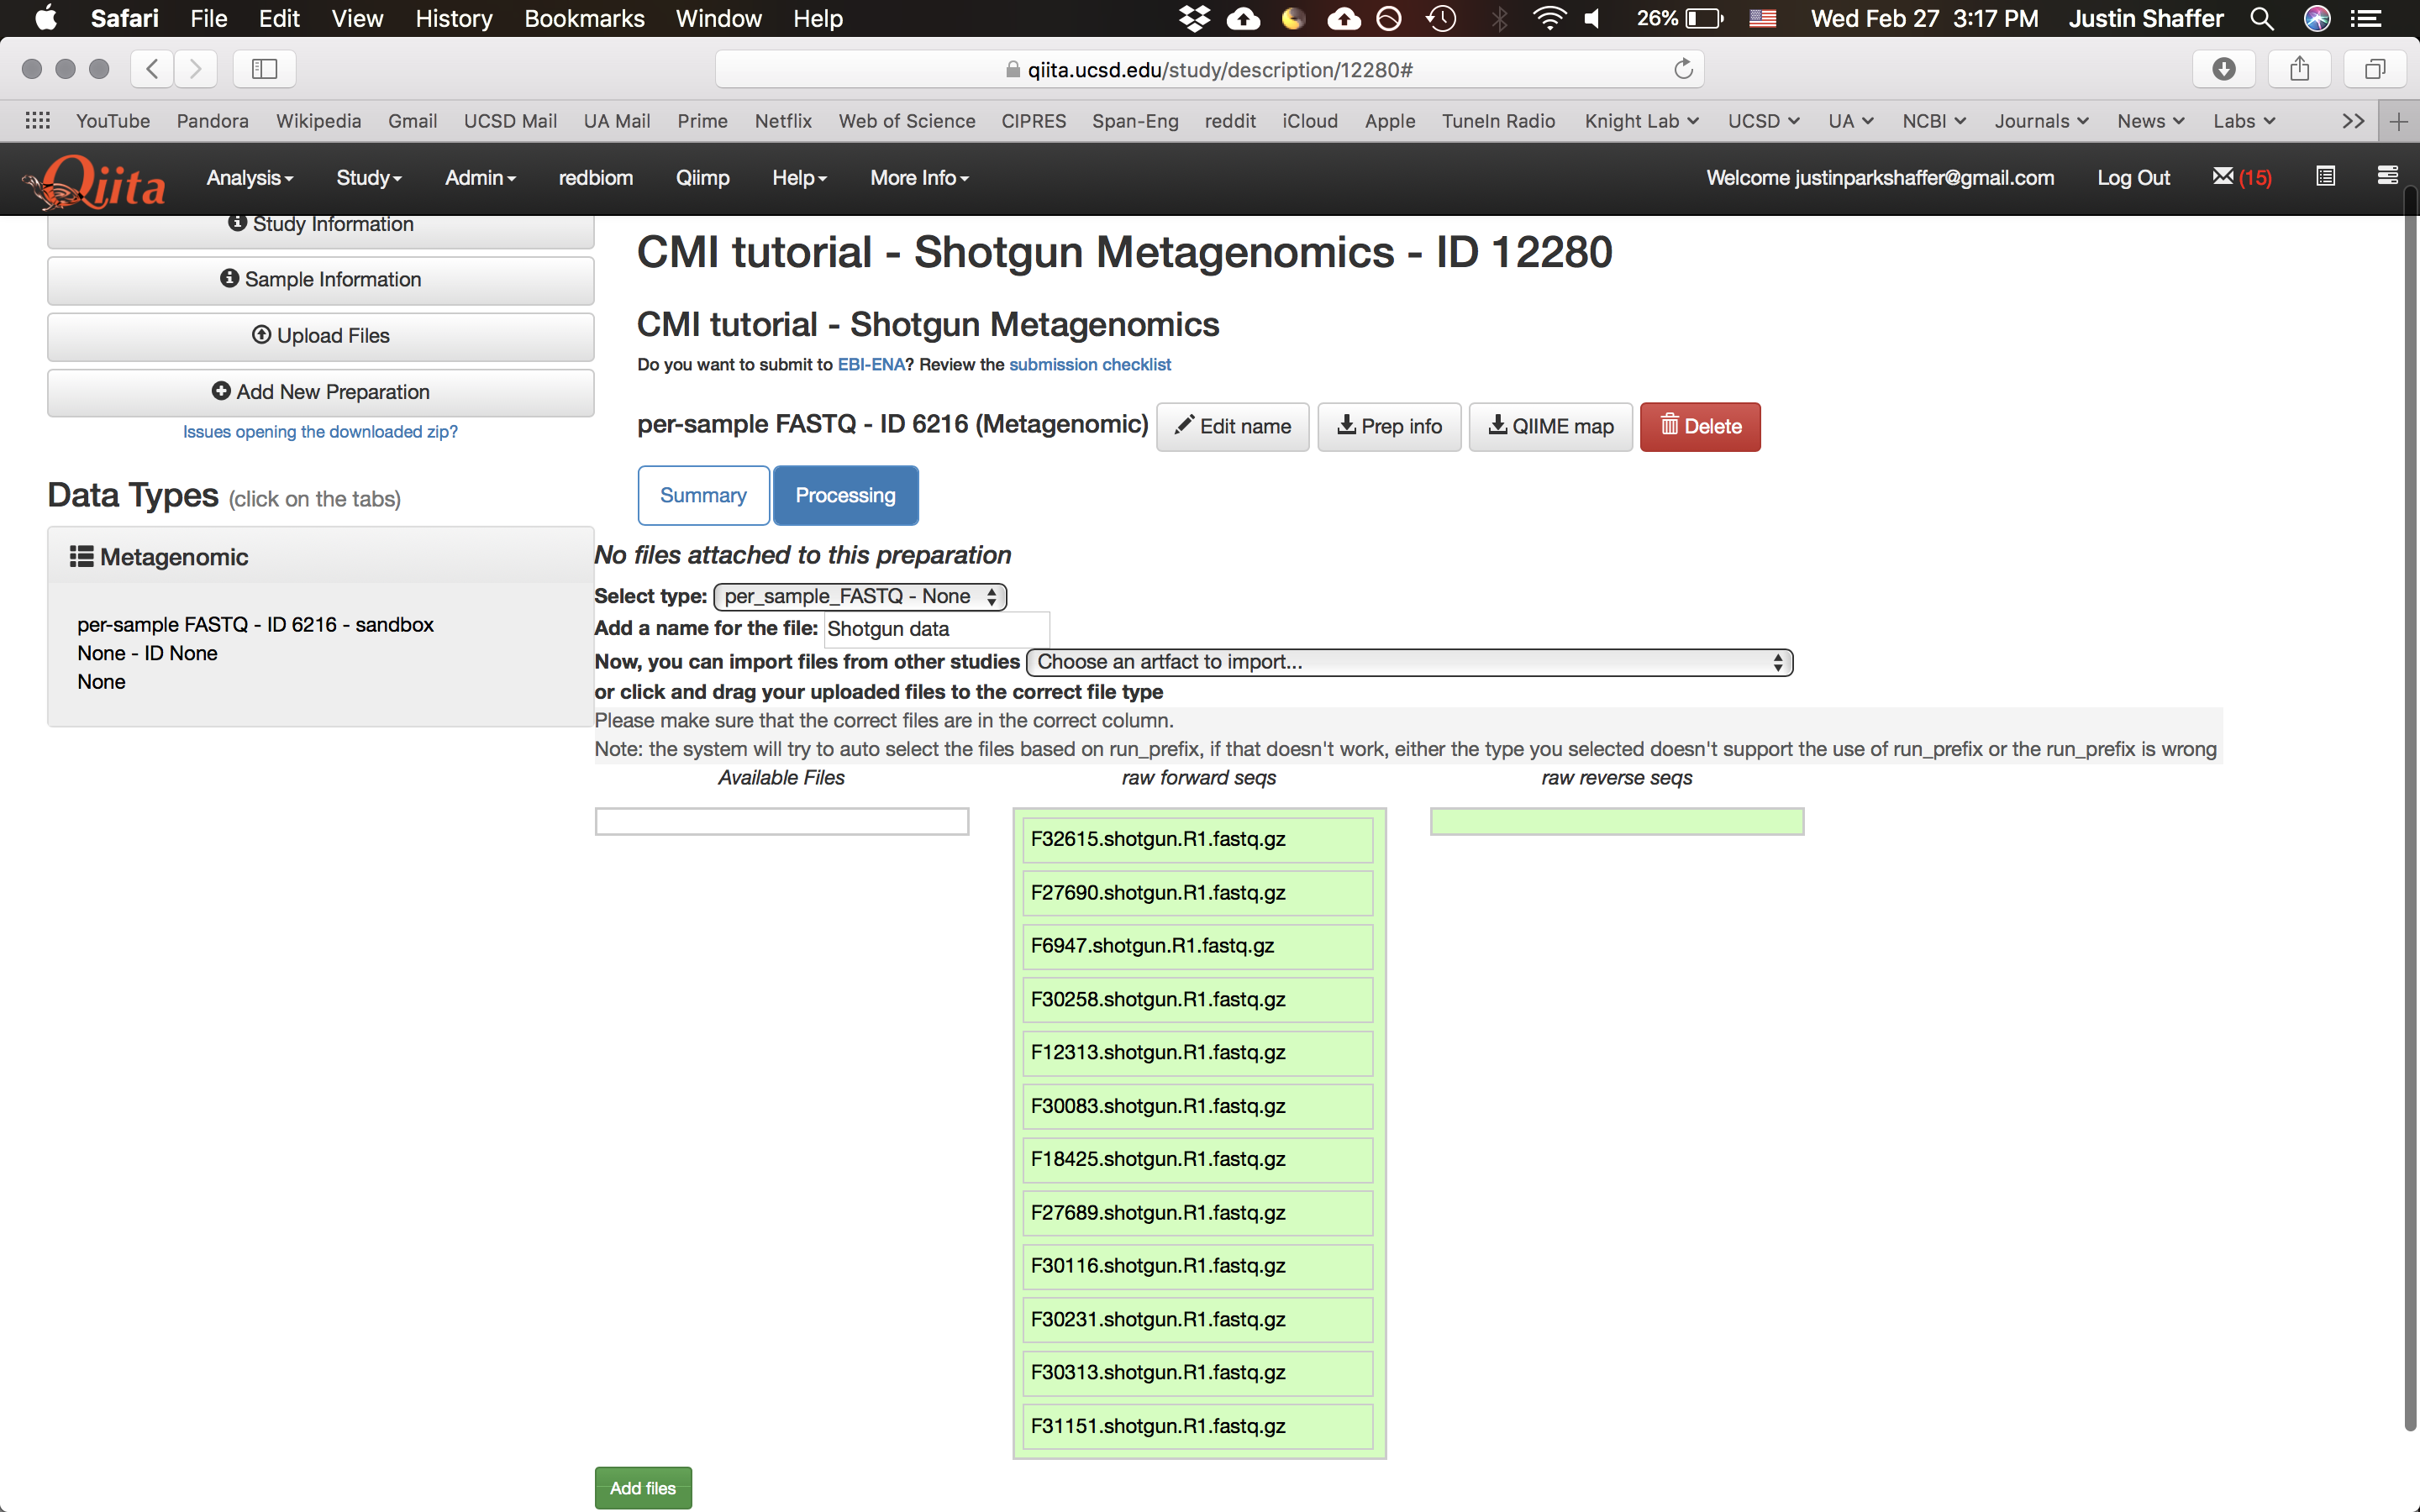 Safari File Edit View History Bookmarks Window Help 26% Wed Feb 27 3:17 PM Justin Shaffer
qiita.ucsd.edu/study/description/12280#
YouTube Pandora Wikipedia Gmail UCSD Mail UA Mail Prime Netflix Web of Science CIPRES Span-Eng reddit iCloud Apple TuneIn Radio Knight Lab UCSD UA NCBI Journals News Labs >> +
Qiita Analysis Study Admin redbiom Qiimp Help More Info Welcome justinparkshaffer@gmail.com Log Out (15)
Study Information
Sample Information
Upload Files
Add New Preparation
Issues opening the downloaded zip?
Data Types (click on the tabs)
Metagenomic
per-sample FASTQ - ID 6216 - sandbox
None - ID None
None
CMI tutorial - Shotgun Metagenomics - ID 12280
CMI tutorial - Shotgun Metagenomics
Do you want to submit to EBI-ENA? Review the submission checklist
per-sample FASTQ - ID 6216 (Metagenomic) Edit name Prep info QIIME map Delete
Summary Processing
No files attached to this preparation
Select type: per_sample_FASTQ - None
Add a name for the file: Shotgun data
Now, you can import files from other studies Choose an artfact to import...
or click and drag your uploaded files to the correct file type
Please make sure that the correct files are in the correct column.
Note: the system will try to auto select the files based on run_prefix, if that doesn't work, either the type you selected doesn't support the use of run_prefix or the run_prefix is wrong
Available Files raw forward seqs raw reverse seqs
F32615.shotgun.R1.fastq.gz
F27690.shotgun.R1.fastq.gz
F6947.shotgun.R1.fastq.gz
F30258.shotgun.R1.fastq.gz
F12313.shotgun.R1.fastq.gz
F30083.shotgun.R1.fastq.gz
F18425.shotgun.R1.fastq.gz
F27689.shotgun.R1.fastq.gz
F30116.shotgun.R1.fastq.gz
F30231.shotgun.R1.fastq.gz
F30313.shotgun.R1.fastq.gz
F31151.shotgun.R1.fastq.gz
Add files